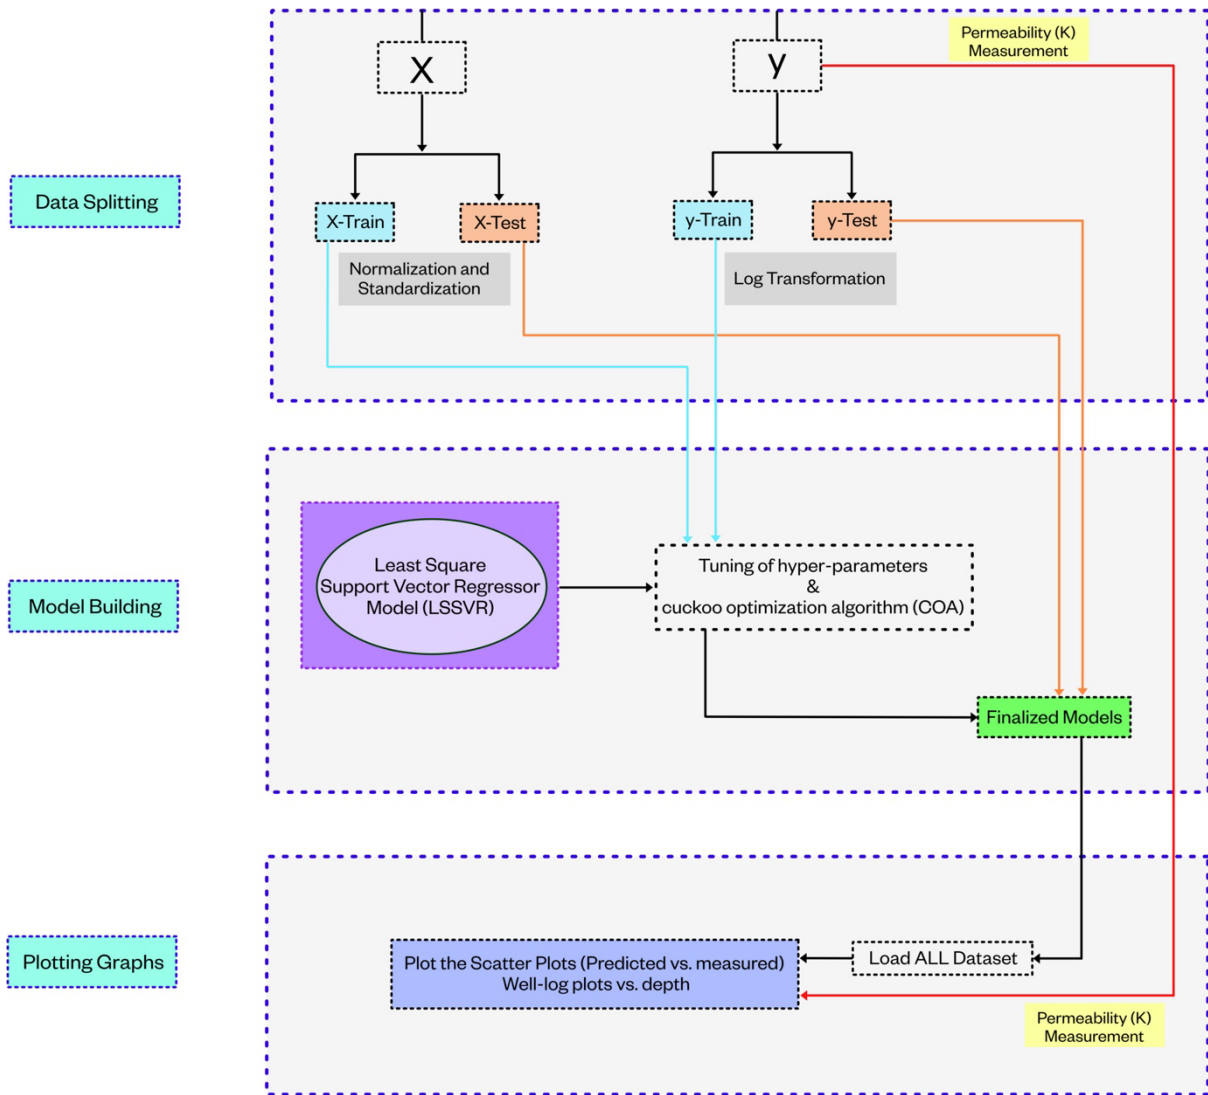 Permeability (K)
Measurement
X
y
Data Splitting
X-Train
X-Test
y-Train
y-Test
Normalization and
Standardization
Log Transformation
Model Building
Least Square
Support Vector Regressor
Model (LSSVR)
Tuning of hyper-parameters
&
cuckoo optimization algorithm (COA)
Finalized Models
Plotting Graphs
Plot the Scatter Plots (Predicted vs. measured)
Well-log plots vs. depth
Load ALL Dataset
Permeability (K)
Measurement